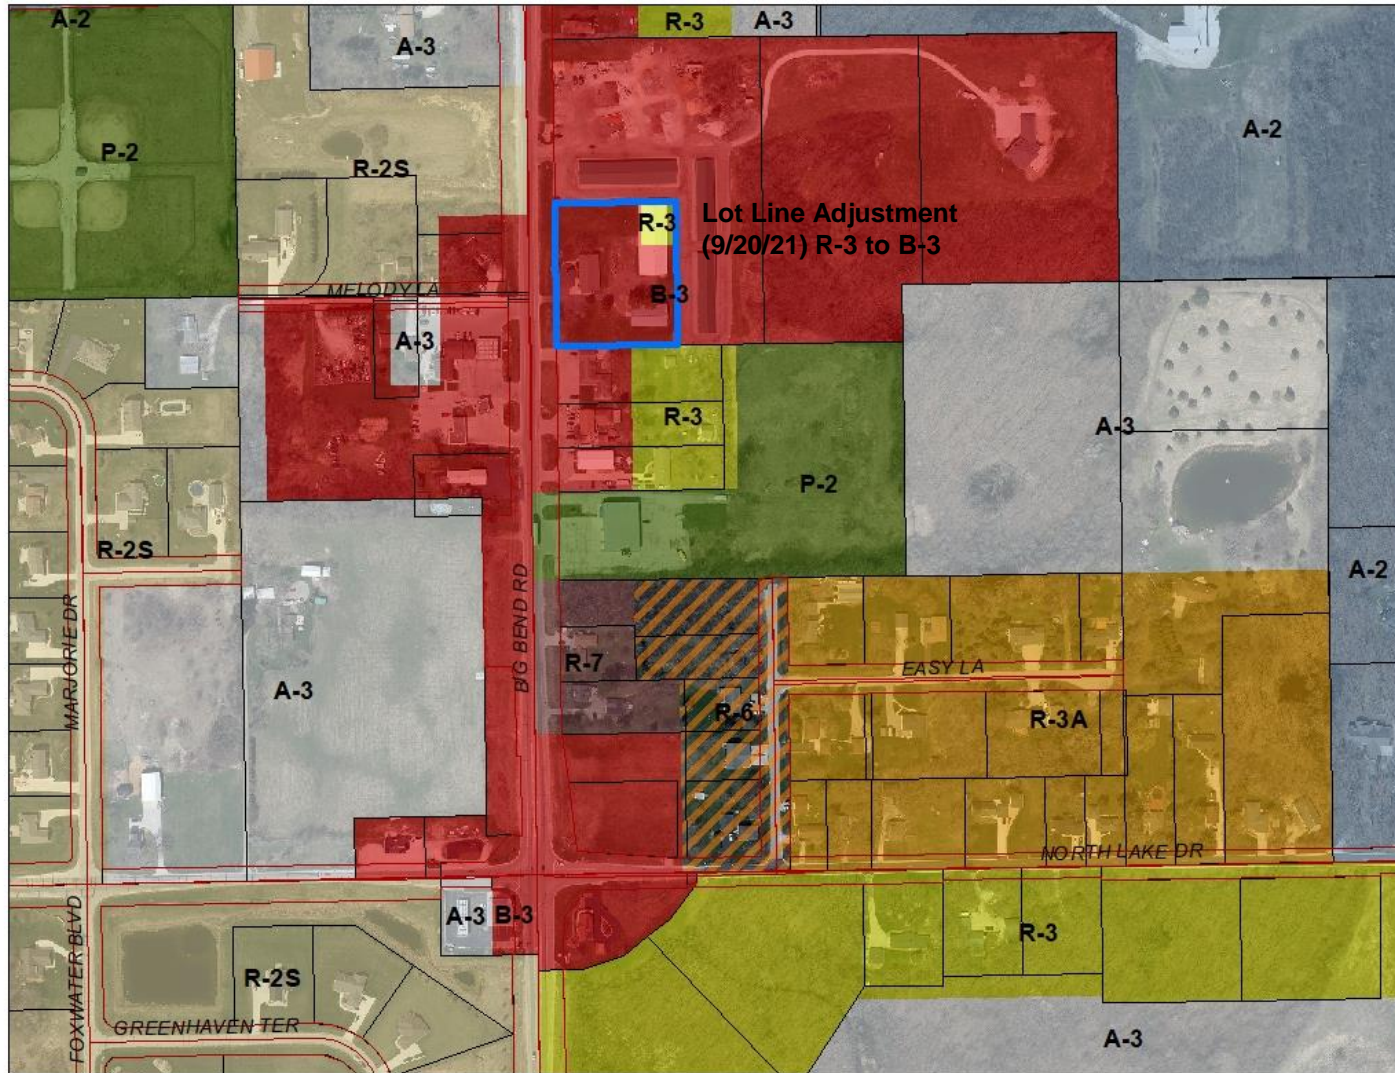 A-2
R-3
A-3
A-3
A-2
P-2
R-2S
R-3
Lot Line Adjustment
(9/20/21) R-3 to B-3
MELODY LA
B-3
A-3
R-3
A-3
P-2
R-2S
A-2
BIG BEND RD
MARJORIE DR
R-7
EASY LA
A-3
R-6
R-3A
NORTH LAKE DR
A-3
B-3
R-3
FOXWATER BLVD
R-2S
GREENHAVEN TER
A-3